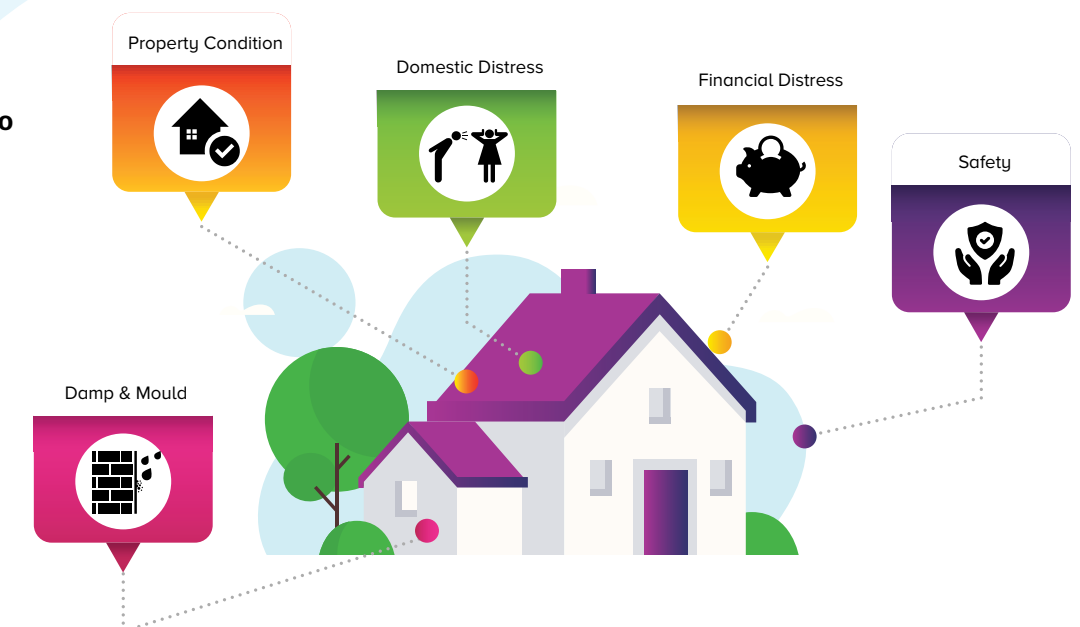 Property Condition
Domestic Distress
Financial Distress
o
Safety
Damp & Mould